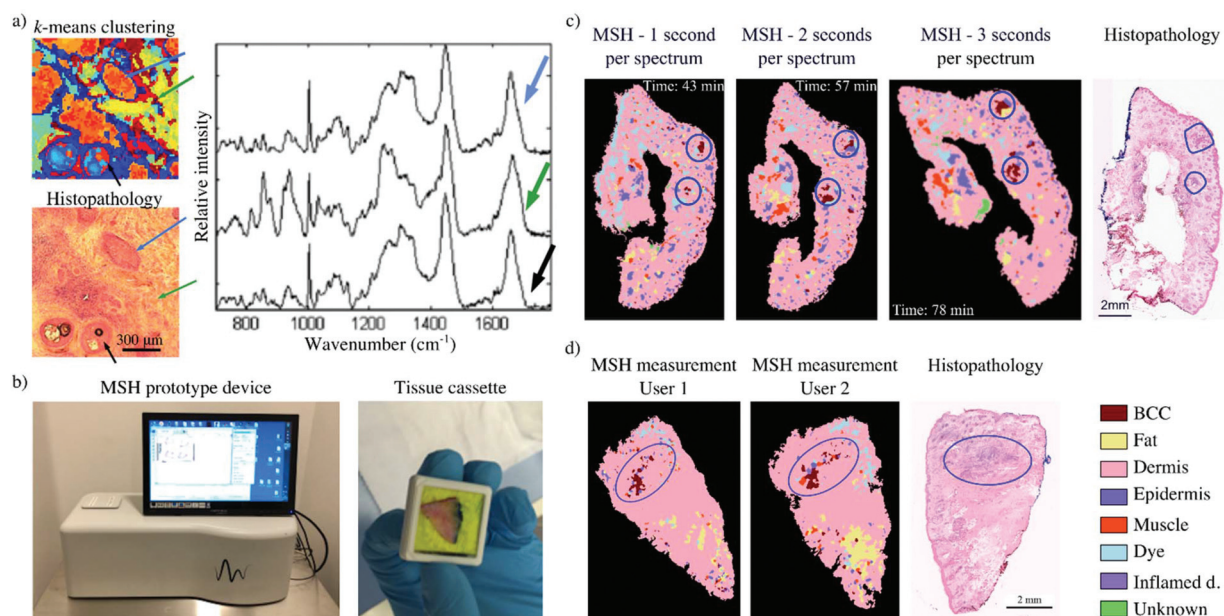 a)
k-means clustering
Histopathology
300 μm
Relative intensity
800
1000
1200
1400
1600
Wavenumber (cm-1)
b)
MSH prototype device
Tissue cassette
c)
MSH - 1 second
per spectrum
Time: 43 min
MSH - 2 seconds
per spectrum
Time: 57 min
MSH - 3 seconds
per spectrum
Time: 78 min
Histopathology
2mm
d)
MSH measurement
User 1
MSH measurement
User 2
Histopathology
2 mm
BCC
Fat
Dermis
Epidermis
Muscle
Dye
Inflamed d.
Unknown